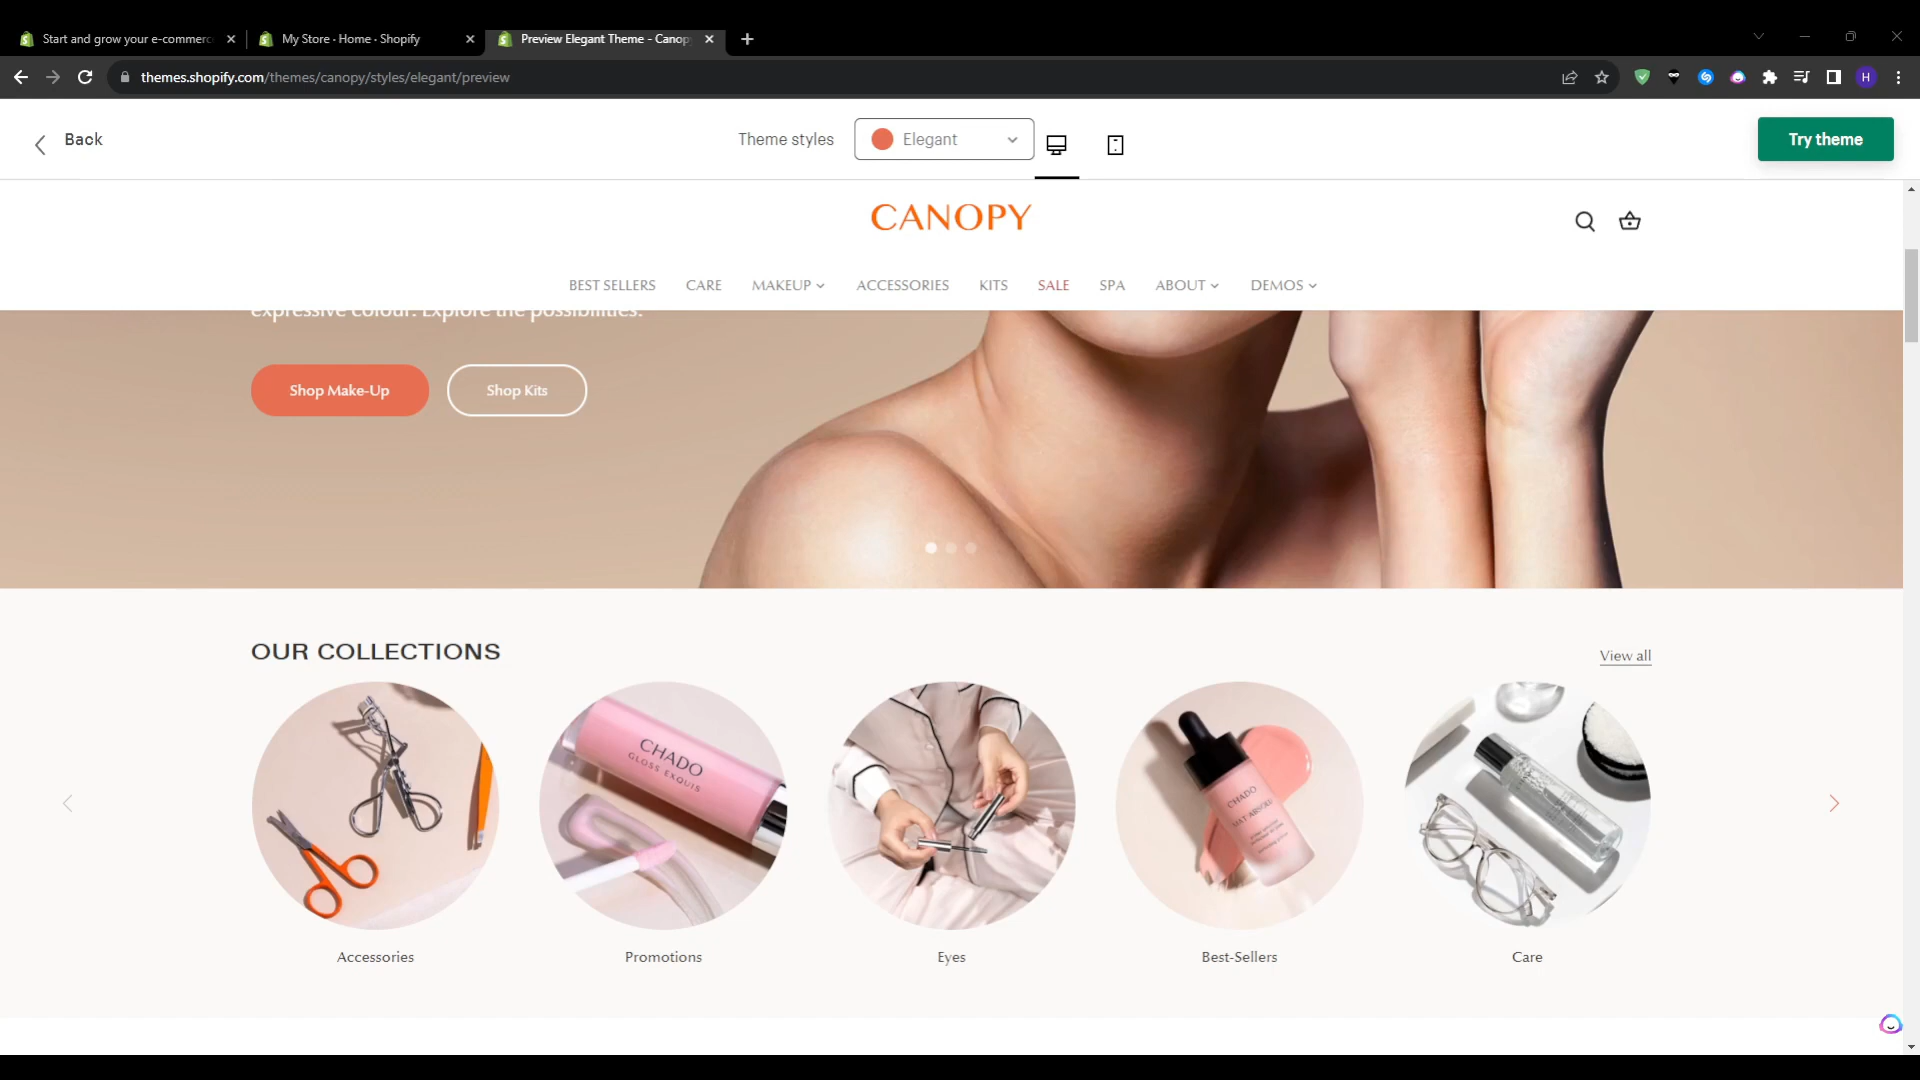 Start and grow your e-commerc
My Store · Home · Shopify
Preview Elegant Theme - Canop
themes.shopify.com/themes/canopy/styles/elegant/preview
H
Back
Theme styles
Elegant
Try theme
CANOPY
BEST SELLERS
CARE
MAKEUP
ACCESSORIES
KITS
SALE
SPA
ABOUT
DEMOS
expressive colour. Explore the possibilities.
Shop Make-Up
Shop Kits
OUR COLLECTIONS
View all
CHADO
GLOSS EXQUIS
CHADO
Accessories
Promotions
Eyes
Best-Sellers
Care